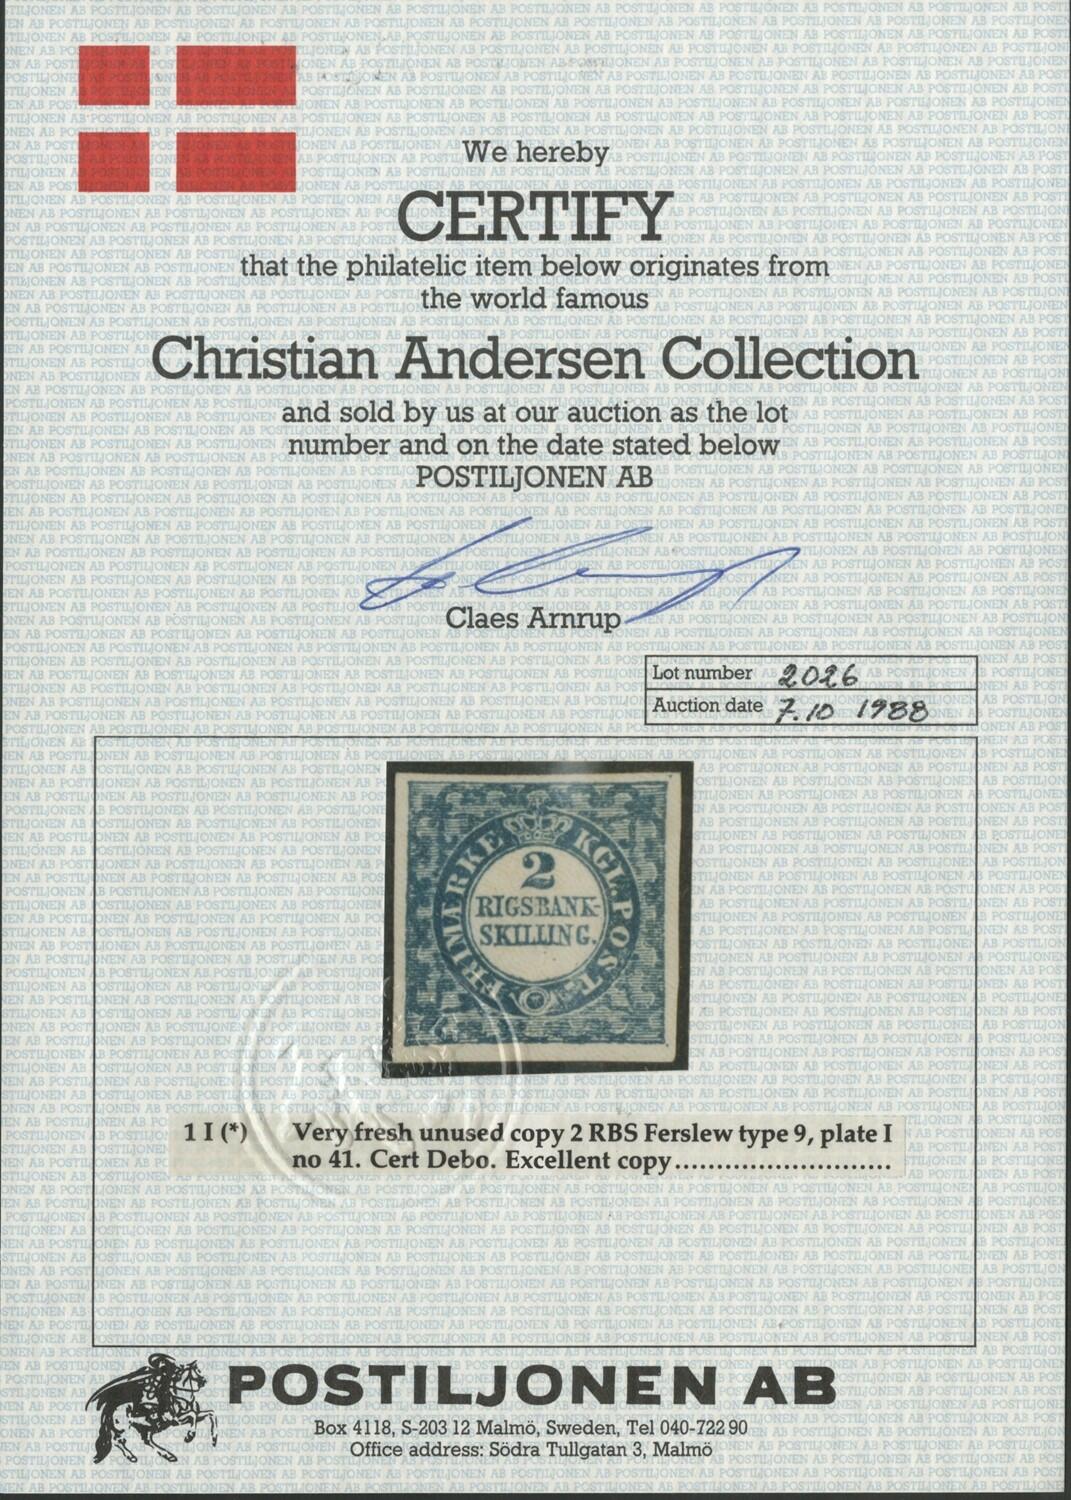 We hereby
CERTIFY
that the philatelic item below originates from
the world famous
Christian Andersen Collection
and sold by us at our auction as the lot
number and on the date stated below
POSTILJONEN AB
Claes Arnrup
Lot number 2026
Auction date 7.10 1988
FRIMÆRKE KGL. POST.
2
RIGSBANK-
SKILLING.
1 I (*) Very fresh unused copy 2 RBS Ferslew type 9, plate I
no 41. Cert Debo. Excellent copy..........................
POSTILJONEN AB
Box 4118, S-203 12 Malmö, Sweden, Tel 040-722 90
Office address: Södra Tullgatan 3, Malmö